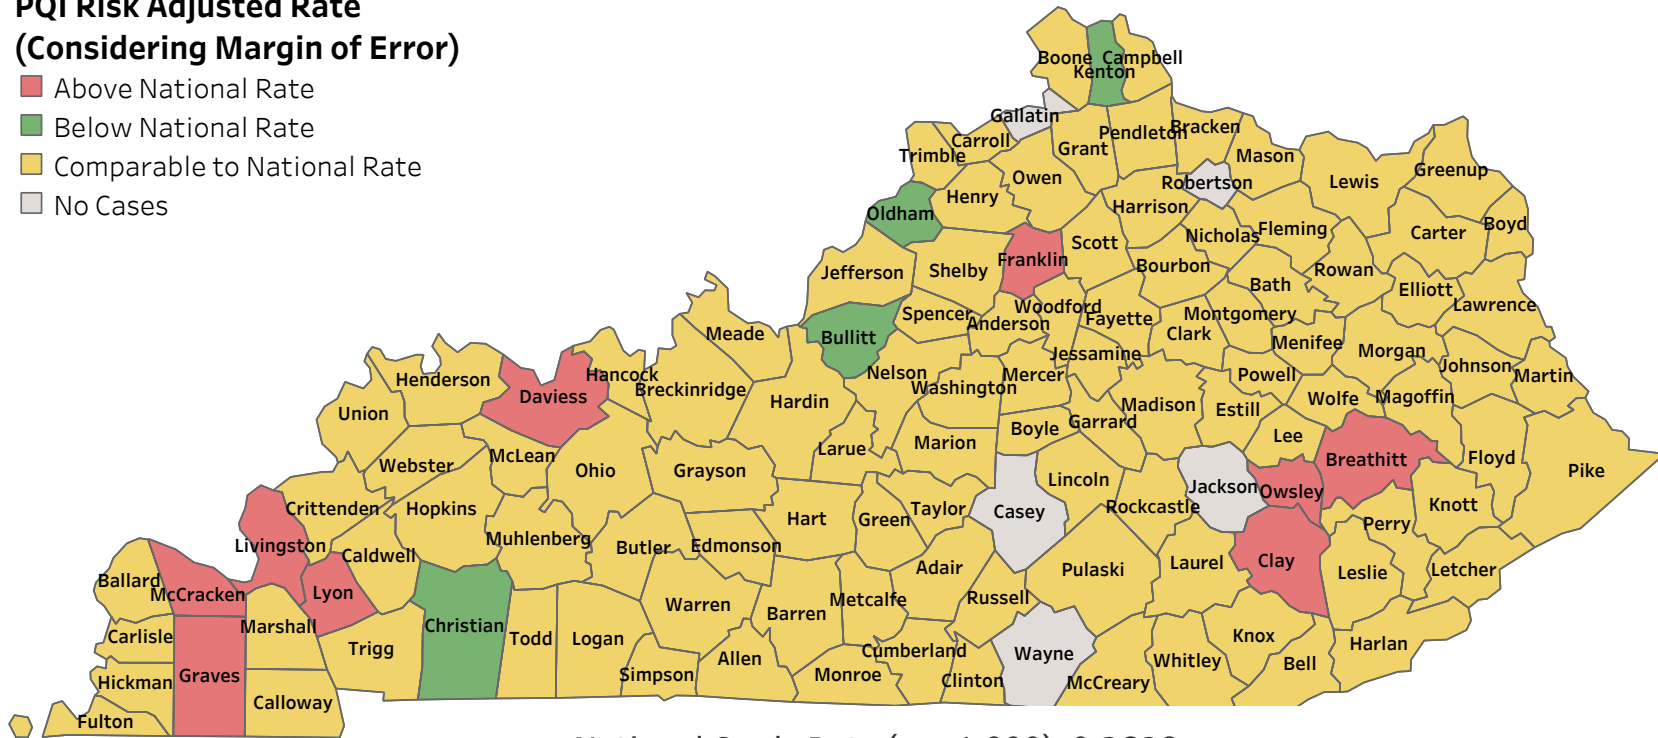 PQI Risk Adjusted Rate
(Considering Margin of Error)
Above National Rate
Below National Rate
Comparable to National Rate
No Cases
Boone
Campbell
Kenton
Gallatin
Carroll
Trimble
Grant
Pendleton
Bracken
Mason
Lewis
Greenup
Owen
Henry
Robertson
Harrison
Oldham
Fleming
Nicholas
Carter
Boyd
Scott
Franklin
Jefferson
Shelby
Bourbon
Rowan
Bath
Elliott
Lawrence
Woodford
Spencer
Anderson
Fayette
Montgomery
Clark
Meade
Bullitt
Menifee
Morgan
Jessamine
Johnson
Martin
Henderson
Hancock
Breckinridge
Nelson
Washington
Mercer
Powell
Daviess
Wolfe
Magoffin
Union
Hardin
Madison
Estill
Garrard
Boyle
Lee
Larue
Marion
McLean
Webster
Ohio
Grayson
Breathitt
Floyd
Pike
Lincoln
Jackson
Owsley
Crittenden
Hopkins
Hart
Green
Taylor
Casey
Rockcastle
Knott
Perry
Livingston
Caldwell
Muhlenberg
Butler
Edmonson
Adair
Pulaski
Laurel
Clay
Leslie
Letcher
Ballard
McCracken
Lyon
Warren
Barren
Metcalfe
Russell
Carlisle
Marshall
Christian
Todd
Logan
Trigg
Simpson
Allen
Monroe
Cumberland
Clinton
Wayne
McCreary
Whitley
Knox
Bell
Harlan
Hickman
Graves
Calloway
Fulton